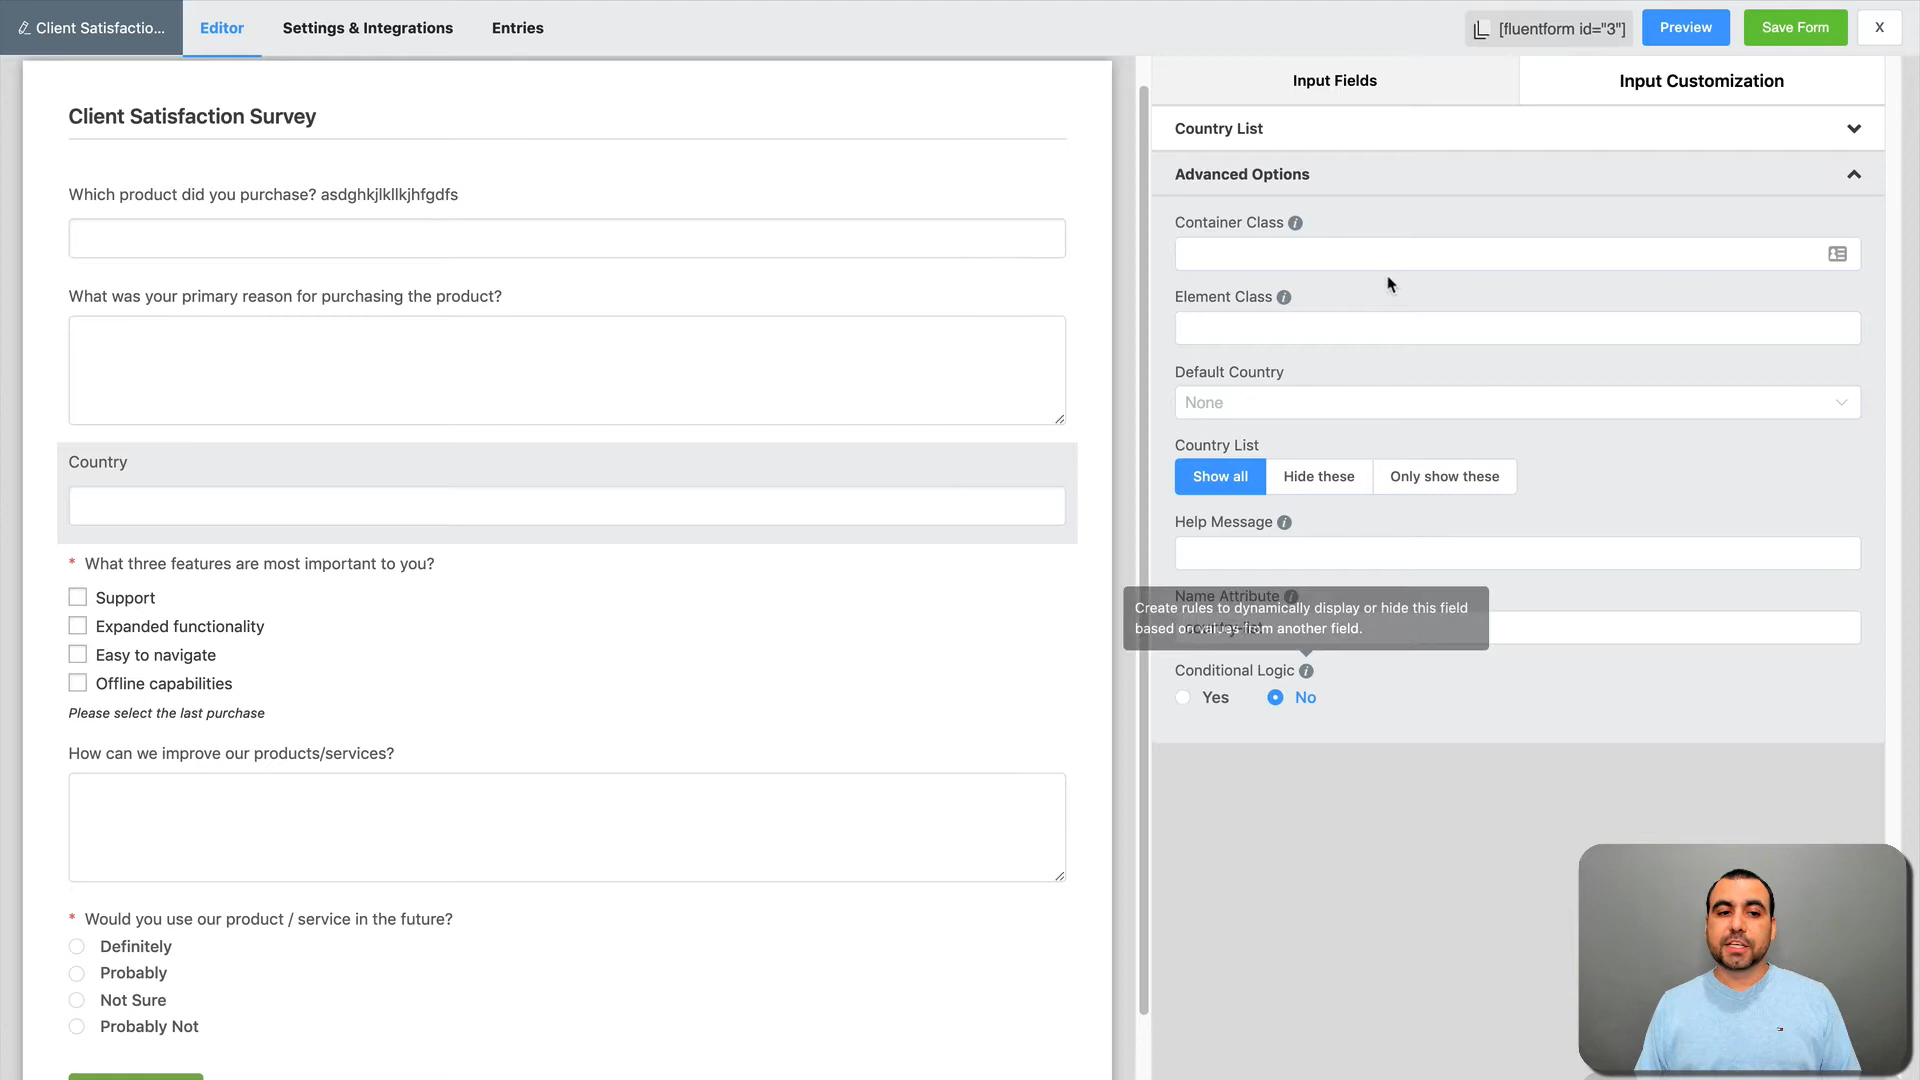 Client Satisfactio...
Editor
Settings & Integrations
Entries
[fluentform id="3"]
Preview
Save Form
X
Client Satisfaction Survey
Which product did you purchase? asdghkjlkllkjhfgdfs
What was your primary reason for purchasing the product?
Country
* What three features are most important to you?
Support
Expanded functionality
Easy to navigate
Offline capabilities
Please select the last purchase
How can we improve our products/services?
* Would you use our product / service in the future?
Definitely
Probably
Not Sure
Probably Not
Input Fields
Input Customization
Country List
Advanced Options
Container Class
Element Class
Default Country
None
Country List
Show all
Hide these
Only show these
Help Message
Name Attribute
Create rules to dynamically display or hide this field
based on values from another field.
Conditional Logic
Yes
No